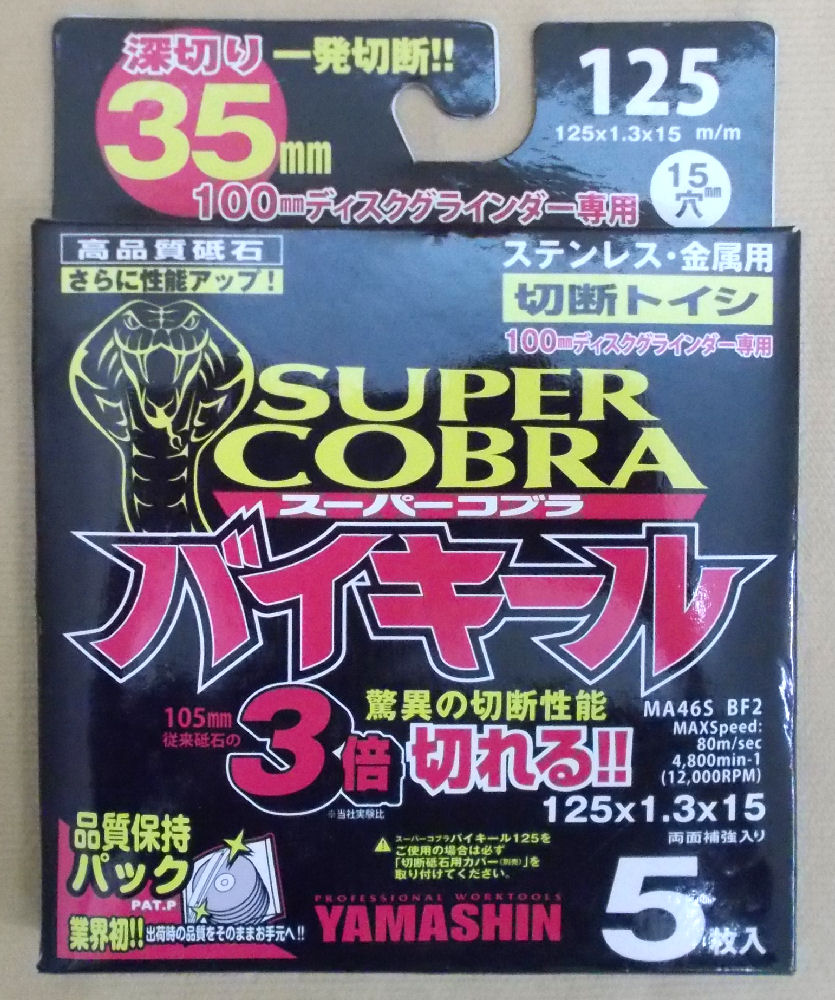 深切り 一発切断!!
35mm
100mmディスクグラインダー専用
125
125x1.3x15 m/m
15mm
穴
高品質砥石
さらに性能アップ!
ステンレス・金属用
切断トイシ
100mmディスクグラインダー専用
SUPER
COBRA
スーパーコブラ
バイキール
105mm
従来砥石の
3倍
驚異の切断性能
切れる!!
※当社実験比
MA46S BF2
MAXSpeed:
80m/sec
4,800min-1
(12,000RPM)
125x1.3x15
両面補強入り
5枚入
品質保持
パック
PAT.P
業界初!! 出荷時の品質をそのままお手元へ!!
スーパーコブラバイキール125を
ご使用の場合は必ず
「切断砥石用カバー(別売)」を
取り付けてください。
PROFESSIONAL WORKTOOLS
YAMASHIN